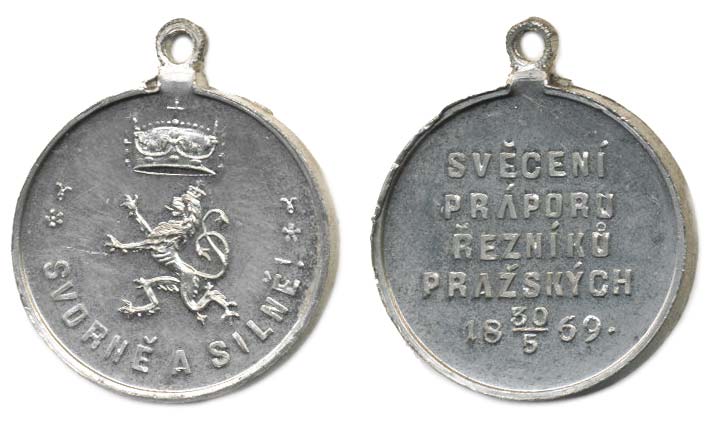 SVORNĚ A SILNĚ!
SVĚCENÍ
PRÁPORU
ŘEZNÍKŮ
PRAŽSKÝCH
18 30/5 69.